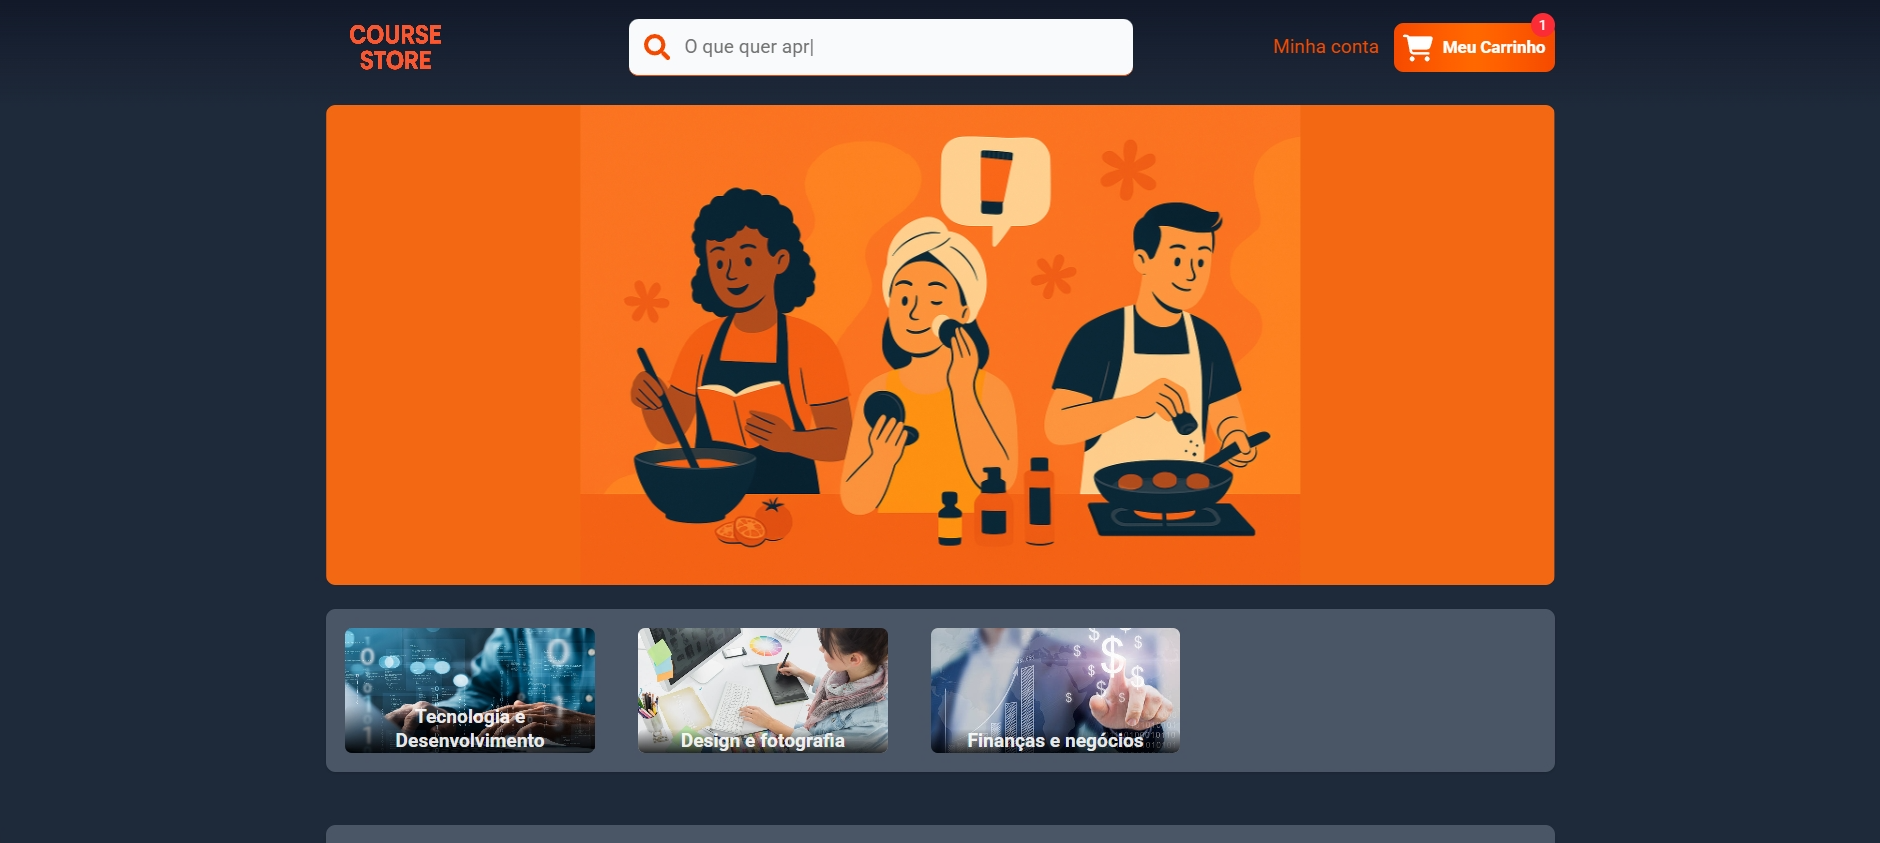 COURSE
STORE
O que quer apr|
Minha conta
Meu Carrinho
1
Tecnologia e
Desenvolvimento
Design e fotografia
Finanças e negócios